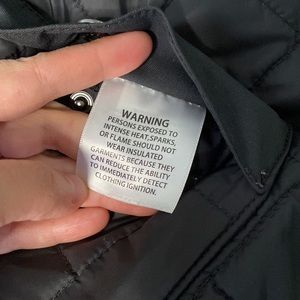 WARNING
PERSONS EXPOSED TO
INTENSE HEAT, SPARKS,
OR FLAME SHOULD NOT
WEAR INSULATED
GARMENTS BECAUSE THEY
CAN REDUCE THE ABILITY
TO IMMEDIATELY DETECT
CLOTHING IGNITION.